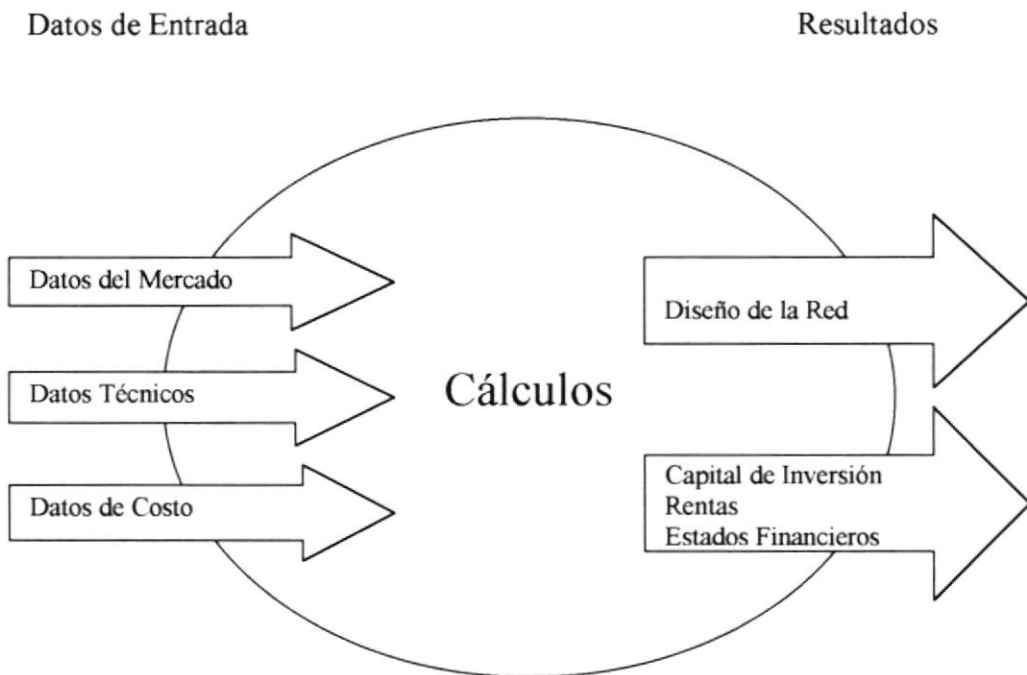 Datos de Entrada
Resultados
Datos del Mercado
Datos Técnicos
Datos de Costo
Cálculos
Diseño de la Red
Capital de Inversión
Rentas
Estados Financieros